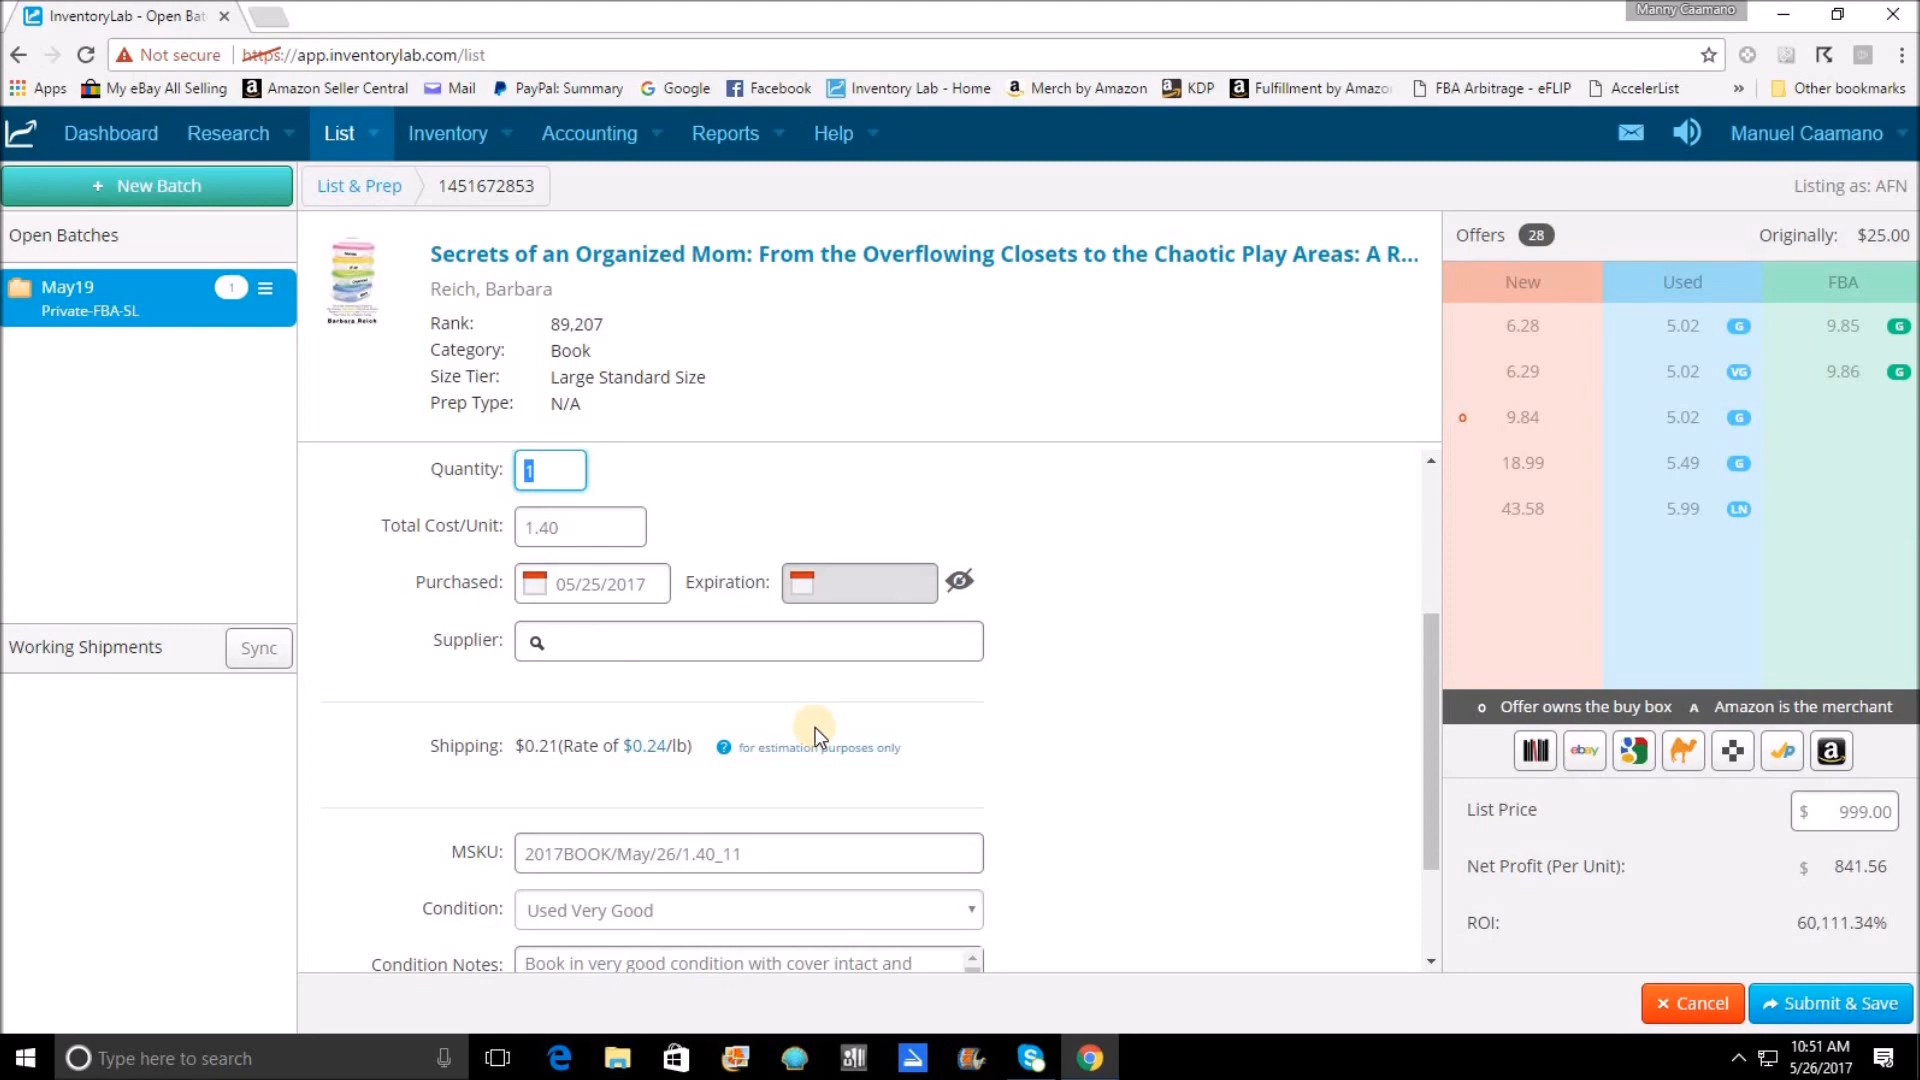 InventoryLab - Open Bat
Manny Caamano
Not secure
https://app.inventorylab.com/list
Apps
My eBay All Selling
Amazon Seller Central
Mail
PayPal: Summary
Google
Facebook
Inventory Lab - Home
Merch by Amazon
KDP
Fulfillment by Amazo
FBA Arbitrage - eFLIP
AccelerList
»
Other bookmarks
Dashboard
Research
List
Inventory
Accounting
Reports
Help
Manuel Caamano
+ New Batch
List & Prep
1451672853
Listing as: AFN
Open Batches
May19
1
Private-FBA-SL
Working Shipments
Sync
Barbara Reich
Secrets of an Organized Mom: From the Overflowing Closets to the Chaotic Play Areas: A R...
Reich, Barbara
Rank: 89,207
Category: Book
Size Tier: Large Standard Size
Prep Type: N/A
Quantity: 1
Total Cost/Unit: 1.40
Purchased: 05/25/2017 Expiration:
Supplier:
Shipping: $0.21(Rate of $0.24/lb) ? for estimation purposes only
MSKU: 2017BOOK/May/26/1.40_11
Condition: Used Very Good
Condition Notes: Book in very good condition with cover intact and
Offers 28 Originally: $25.00
New Used FBA
6.28 5.02 G 9.85 G
6.29 5.02 VG 9.86 G
o 9.84 5.02 G
18.99 5.49 G
43.58 5.99 LN
o Offer owns the buy box A Amazon is the merchant
ebay
List Price $ 999.00
Net Profit (Per Unit): $ 841.56
ROI: 60,111.34%
× Cancel
Submit & Save
Type here to search
10:51 AM
5/26/2017